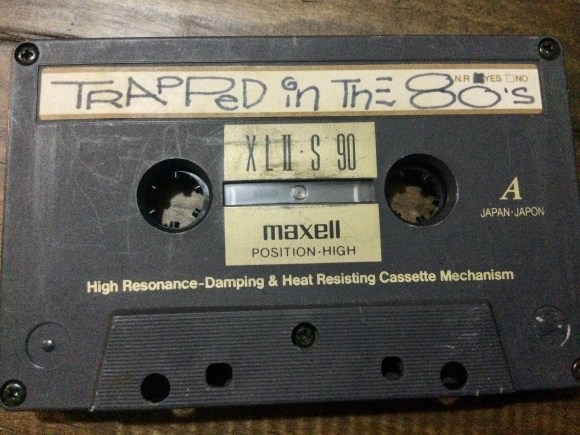 N.R YES NO
TRAPPED in THE 80's
XLII·S 90
maxell
POSITION·HIGH
A
JAPAN·JAPON
High Resonance-Damping & Heat Resisting Cassette Mechanism